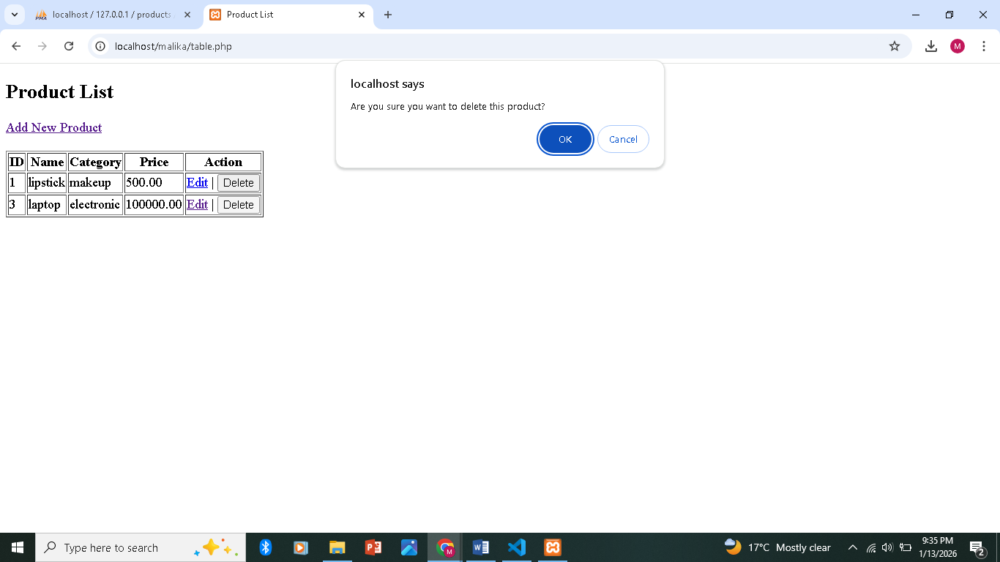 localhost / 127.0.0.1 / products
Product List
localhost/malika/table.php
M
localhost says
Are you sure you want to delete this product?
OK
Cancel
Product List
Add New Product
ID Name Category Price Action
1 lipstick makeup 500.00 Edit | Delete
3 laptop electronic 100000.00 Edit | Delete
Type here to search
17°C Mostly clear
9:35 PM
1/13/2026
2